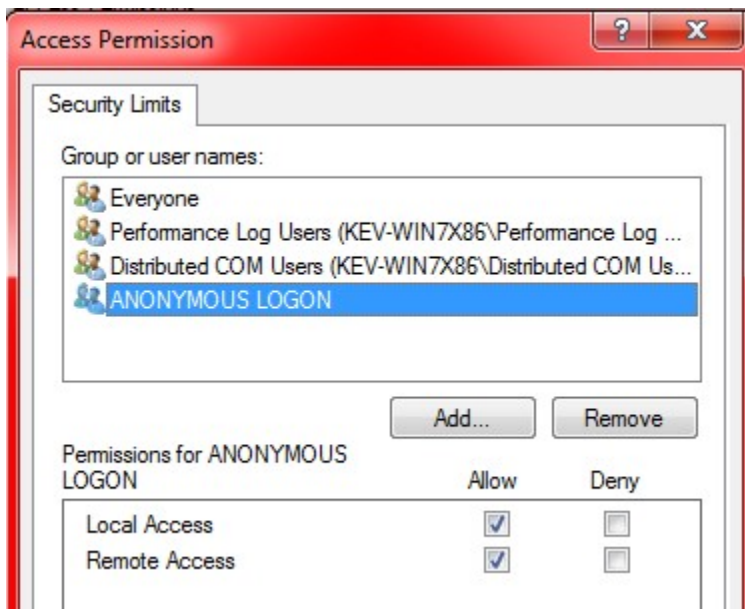 Access Permission
Security Limits
Group or user names:
Everyone
Performance Log Users (KEV-WIN7X86\Performance Log ...
Distributed COM Users (KEV-WIN7X86\Distributed COM Us...
ANONYMOUS LOGON
Add... Remove
Permissions for ANONYMOUS
LOGON Allow Deny
Local Access
Remote Access